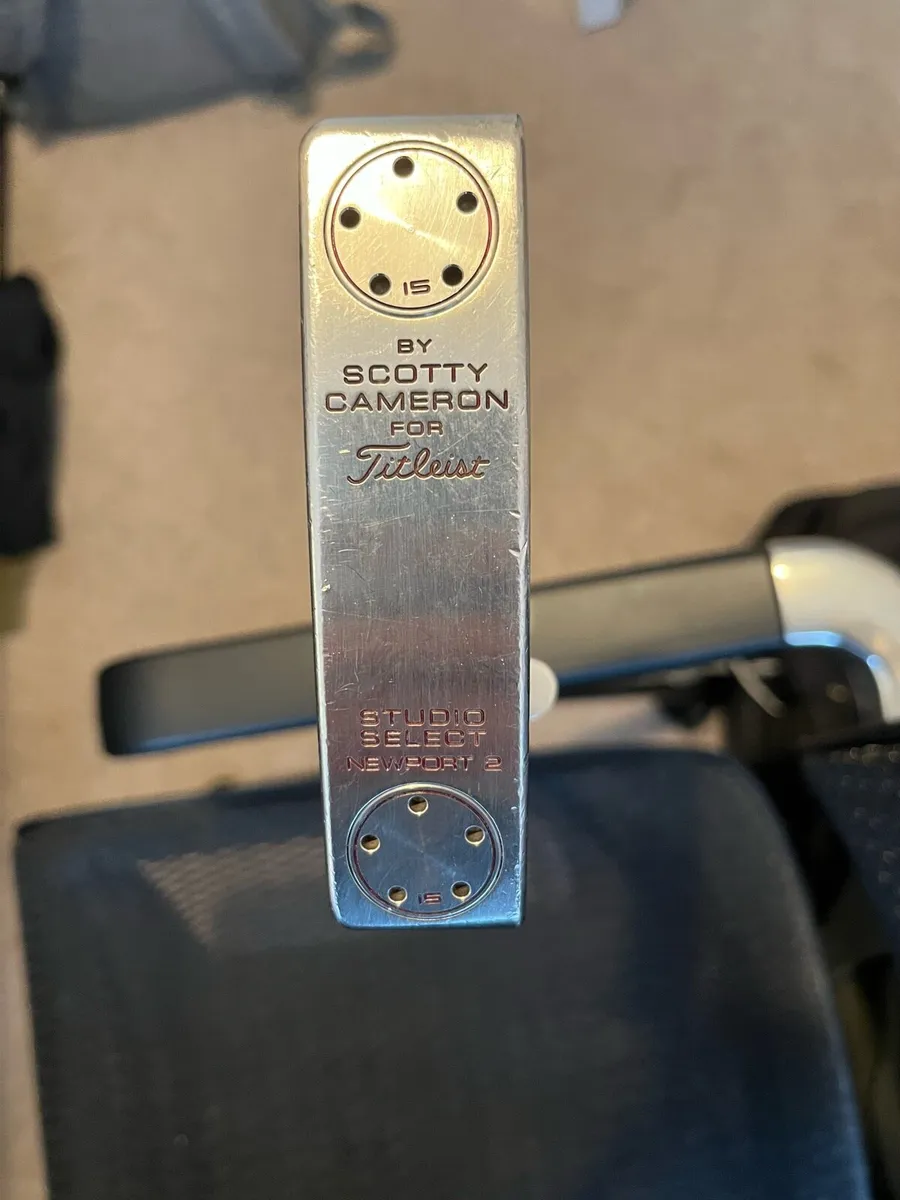 15
BY
SCOTTY
CAMERON
FOR
Titleist
STUDIO
SELECT
NEWPORT 2
15